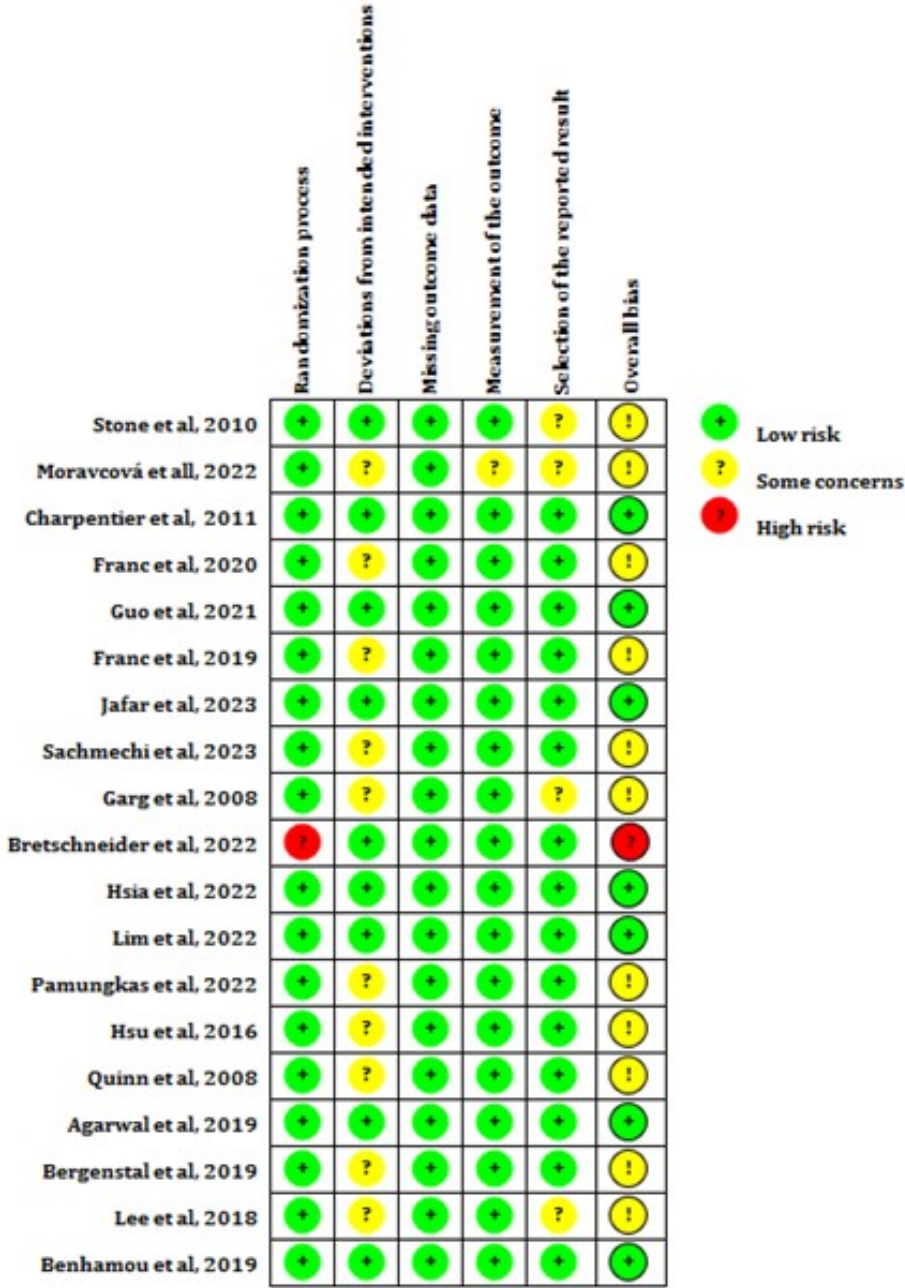 Randomization process
Deviations from intended interventions
Missing outcome data
Measurement of the outcome
Selection of the reported result
Overall bias
Stone et al, 2010 + + + + ? !
Moravcová et all, 2022 + ? + ? ? !
Charpentier et al, 2011 + + + + + +
Franc et al, 2020 + ? + + + !
Guo et al, 2021 + + + + + +
Franc et al, 2019 + ? + + + !
Jafar et al, 2023 + + + + + +
Sachmechi et al, 2023 + ? + + + !
Garg et al, 2008 + ? + + ? !
Bretschneider et al, 2022 ? + + + + ?
Hsia et al, 2022 + + + + + +
Lim et al, 2022 + + + + + +
Pamungkas et al, 2022 + ? + + + !
Hsu et al, 2016 + ? + + + !
Quinn et al, 2008 + ? + + + !
Agarwal et al, 2019 + + + + + +
Bergenstal et al, 2019 + ? + + + !
Lee et al, 2018 + ? + + ? !
Benhamou et al, 2019 + + + + + +
+ Low risk
? Some concerns
? High risk